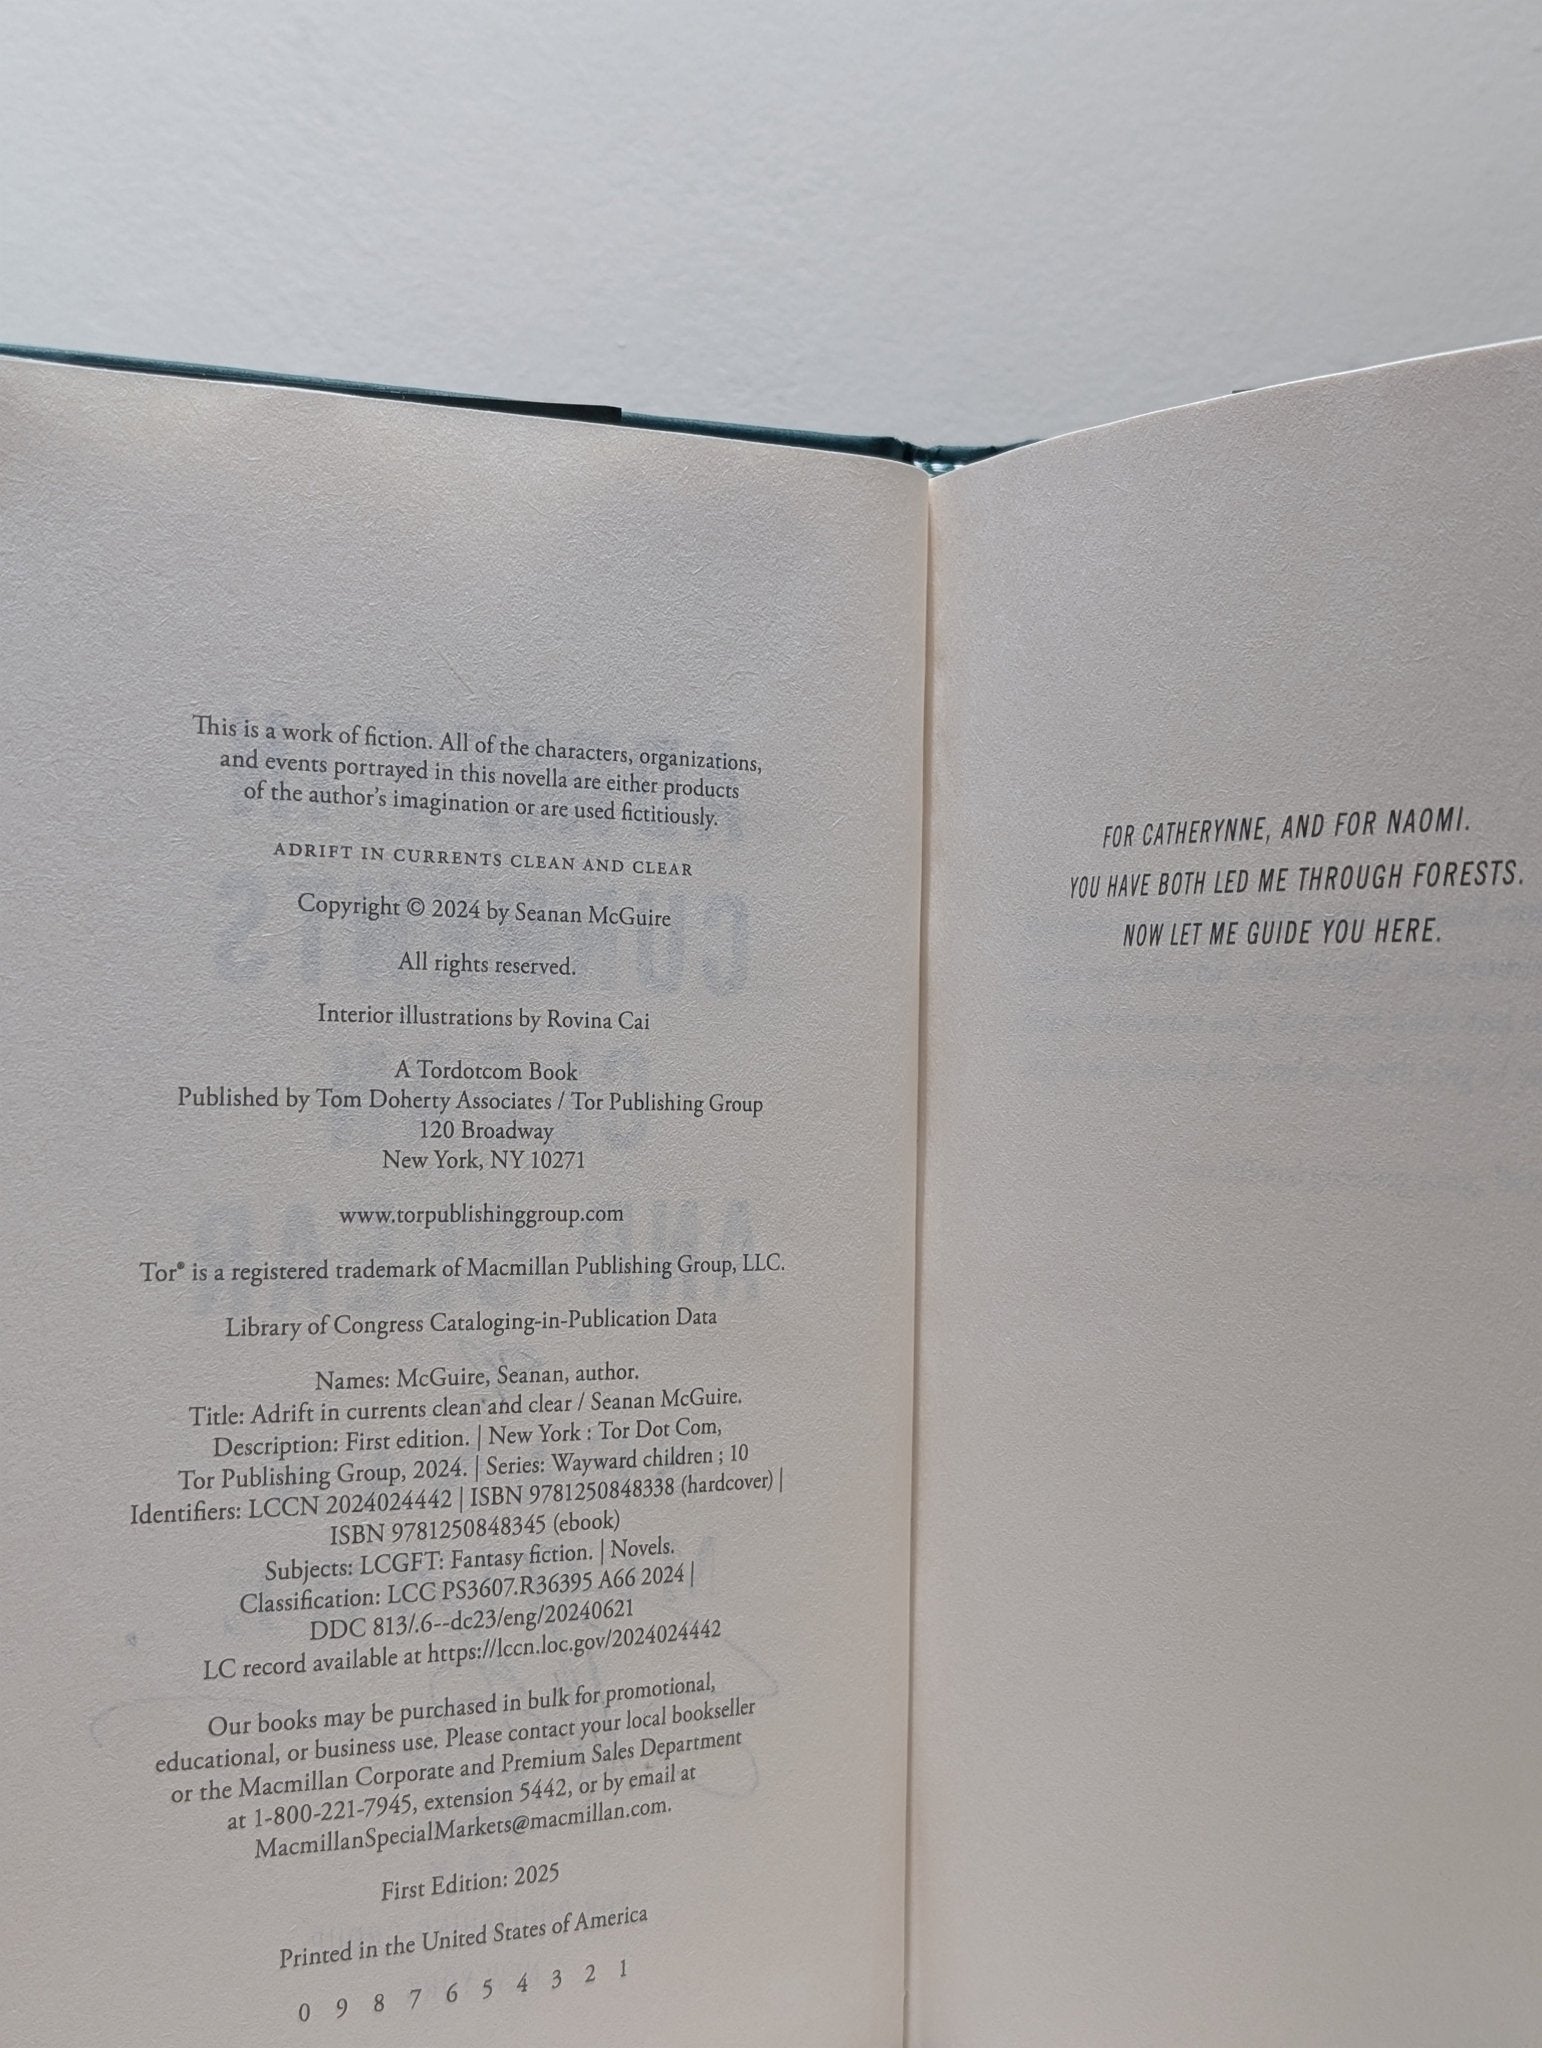 This is a work of fiction. All of the characters, organizations,
and events portrayed in this novella are either products
of the author's imagination or are used fictitiously.
ADRIFT IN CURRENTS CLEAN AND CLEAR
Copyright © 2024 by Seanan McGuire
All rights reserved.
Interior illustrations by Rovina Cai
A Tordotcom Book
Published by Tom Doherty Associates / Tor Publishing Group
120 Broadway
New York, NY 10271
www.torpublishinggroup.com
Tor® is a registered trademark of Macmillan Publishing Group, LLC.
Library of Congress Cataloging-in-Publication Data
Names: McGuire, Seanan, author.
Title: Adrift in currents clean and clear / Seanan McGuire.
Description: First edition. | New York : Tor Dot Com,
Tor Publishing Group, 2024. | Series: Wayward children ; 10
Identifiers: LCCN 2024024442 | ISBN 9781250848338 (hardcover) |
ISBN 9781250848345 (ebook)
Subjects: LCGFT: Fantasy fiction. | Novels.
Classification: LCC PS3607.R36395 A66 2024 |
DDC 813/.6--dc23/eng/20240621
LC record available at https://lccn.loc.gov/2024024442
Our books may be purchased in bulk for promotional,
educational, or business use. Please contact your local bookseller
or the Macmillan Corporate and Premium Sales Department
at 1-800-221-7945, extension 5442, or by email at
MacmillanSpecialMarkets@macmillan.com.
First Edition: 2025
Printed in the United States of America
0 9 8 7 6 5 4 3 2 1
FOR CATHERYNNE, AND FOR NAOMI.
YOU HAVE BOTH LED ME THROUGH FORESTS.
NOW LET ME GUIDE YOU HERE.